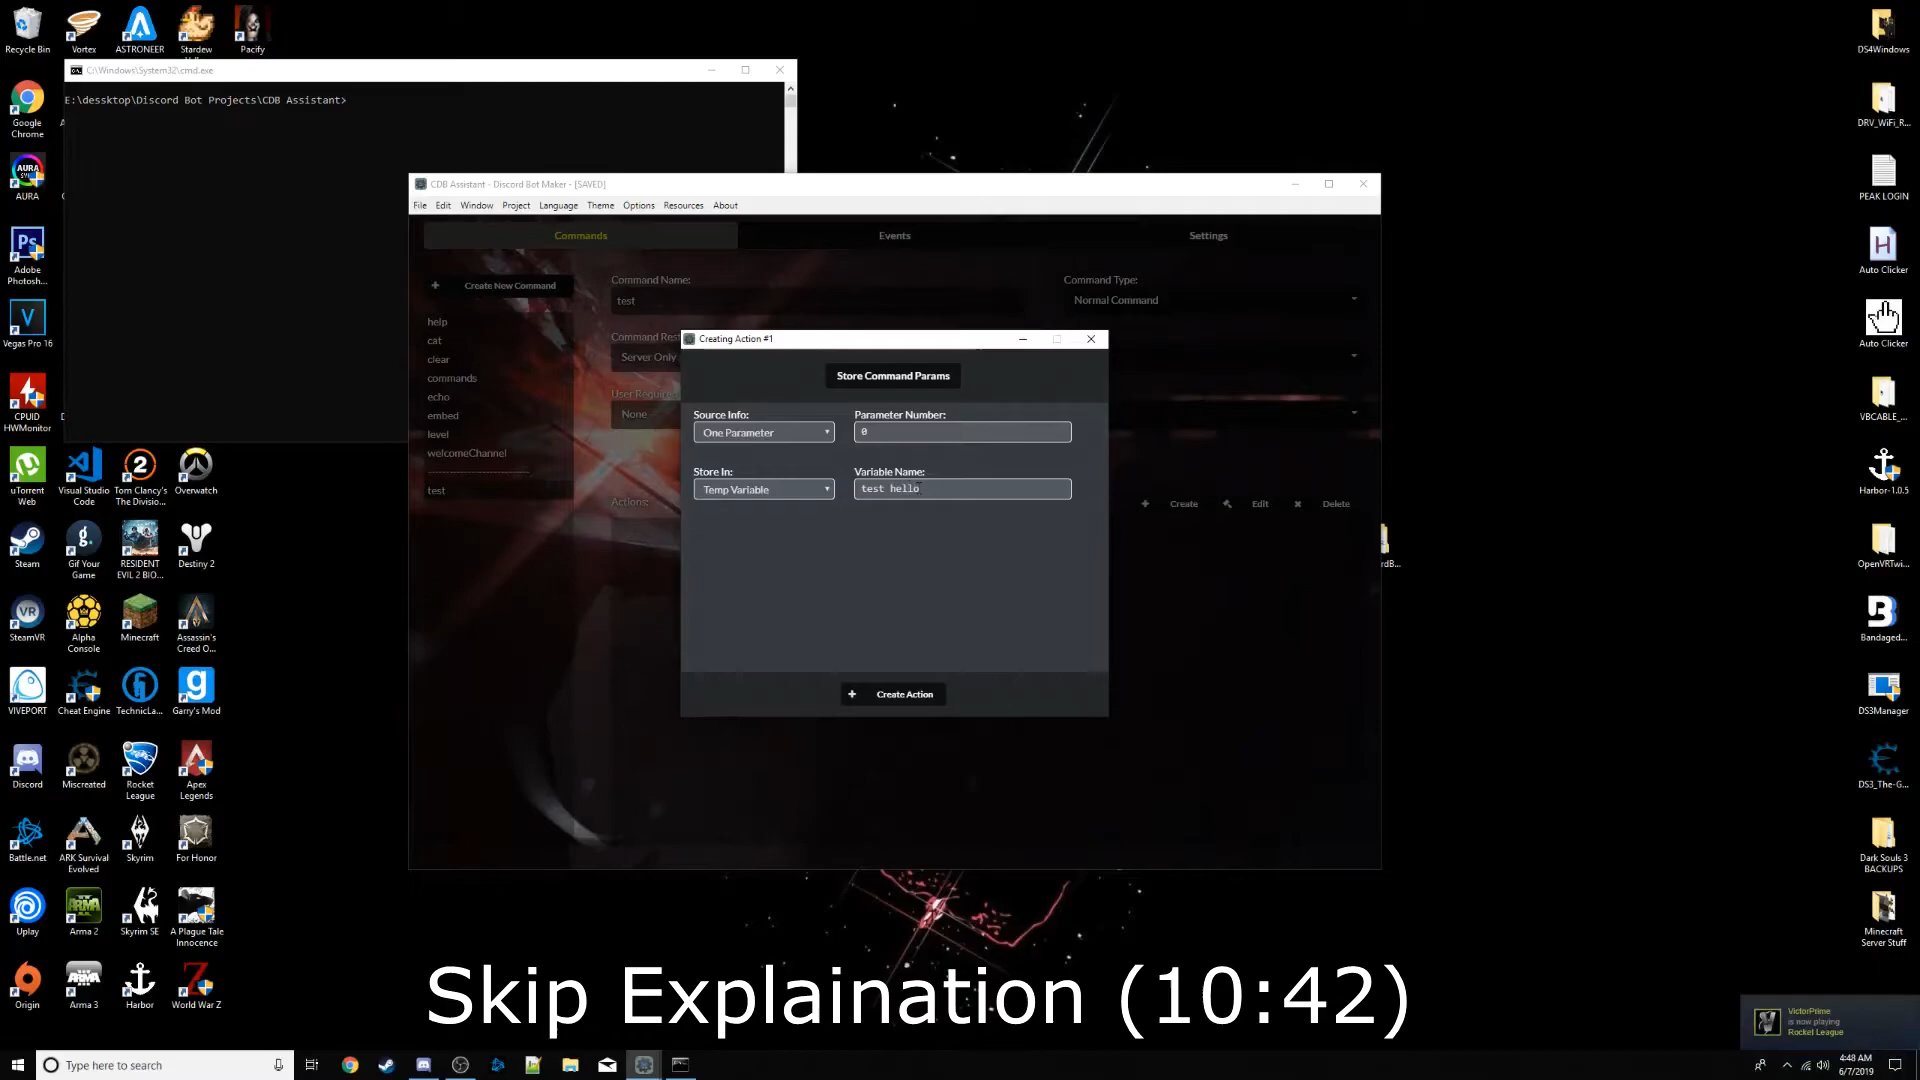 Recycle Bin
Vortex
ASTRONEER
Stardew
Pacify
C:\Windows\System32\cmd.exe
E:\dessktop\Discord Bot Projects\CDB Assistant>
Google
Chrome
AURA
Ps
Adobe
Photosh...
V
Vegas Pro 16
CPUID
HWMonitor
uTorrent
Web
Visual Studio
Code
Tom Clancy's
The Divisio...
Overwatch
Steam
Gif Your
Game
RESIDENT
EVIL 2 BIO...
Destiny 2
SteamVR
Alpha
Console
Minecraft
Assassin's
Creed O...
VIVEPORT
Cheat Engine
TechnicLa...
Garry's Mod
Discord
Miscreated
Rocket
League
Apex
Legends
Battle.net
ARK Survival
Evolved
Skyrim
For Honor
Uplay
Arma 2
Skyrim SE
A Plague Tale
Innocence
Origin
Arma 3
Harbor
World War Z
CDB Assistant - Discord Bot Maker - [SAVED]
File Edit Window Project Language Theme Options Resources About
Commands
Events
Settings
+ Create New Command
help
cat
clear
commands
echo
embed
level
welcomeChannel
test
Command Name:
test
Command Type:
Normal Command
Command Res
Server Only
User Require
None
Actions:
+ Create
Edit
Delete
Creating Action #1
Store Command Params
Source Info:
One Parameter
Parameter Number:
0
Store In:
Temp Variable
Variable Name:
test hello
+ Create Action
rdB...
DS4Windows
DRV_WiFi_R...
PEAK LOGIN
Auto Clicker
Auto Clicker
VBCABLE_...
Harbor-1.0.5
OpenVRTwi...
Bandaged...
DS3Manager
DS3_The-G...
Dark Souls 3
BACKUPS
Minecraft
Server Stuff
Skip Explaination (10:42)
VictorPrime
is now playing
Rocket League
Type here to search
4:48 AM
6/7/2019